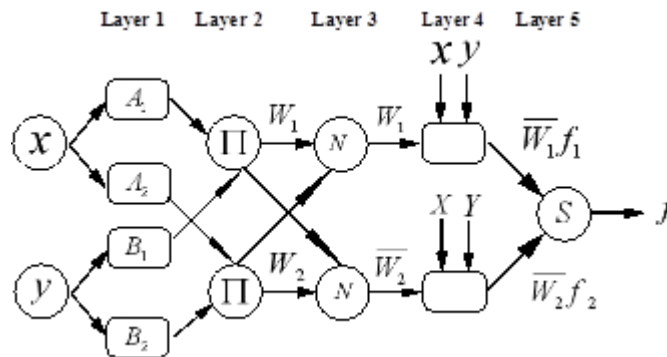 Layer 1 Layer 2 Layer 3 Layer 4 Layer 5
x y
A₁
W₁ W̅₁ W̅₁f₁
x Π N
A₂
X Y S f
B₁
W₂ W̅₂
y Π N W̅₂f₂
B₂